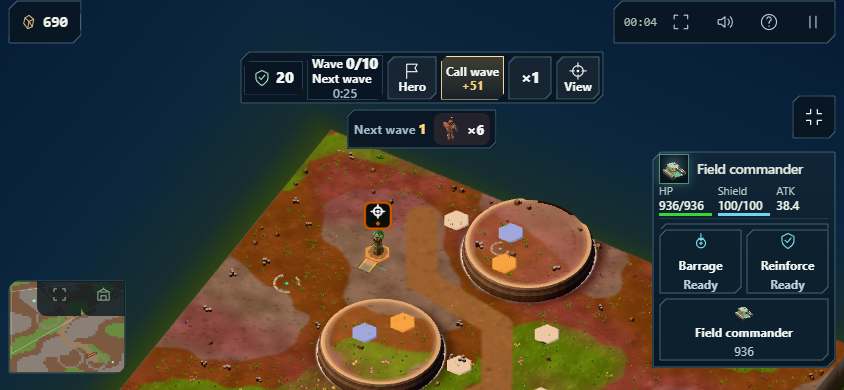 690
00:04
20
Wave 0/10
Next wave
0:25
Hero
Call wave
+51
×1
View
Next wave 1
×6
Field commander
HP
936/936
Shield
100/100
ATK
38.4
Barrage
Ready
Reinforce
Ready
Field commander
936